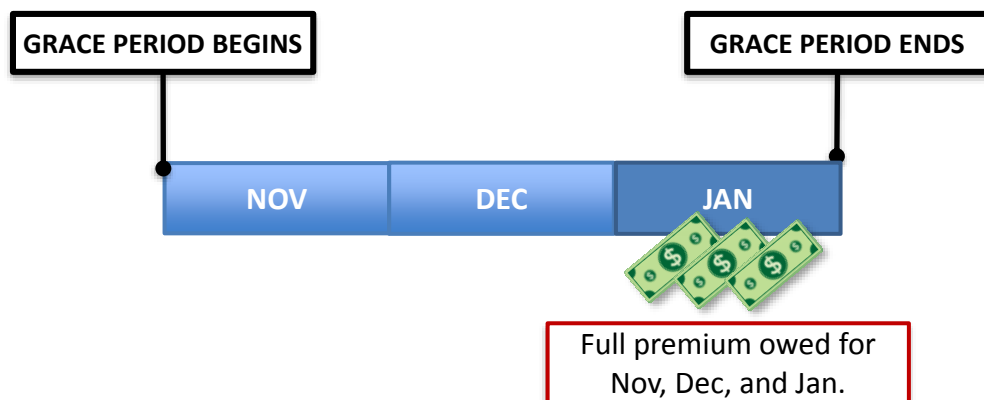 GRACE PERIOD BEGINS
GRACE PERIOD ENDS
NOV
DEC
JAN
$ $ $
$ $ $
$ $ $
Full premium owed for
Nov, Dec, and Jan.